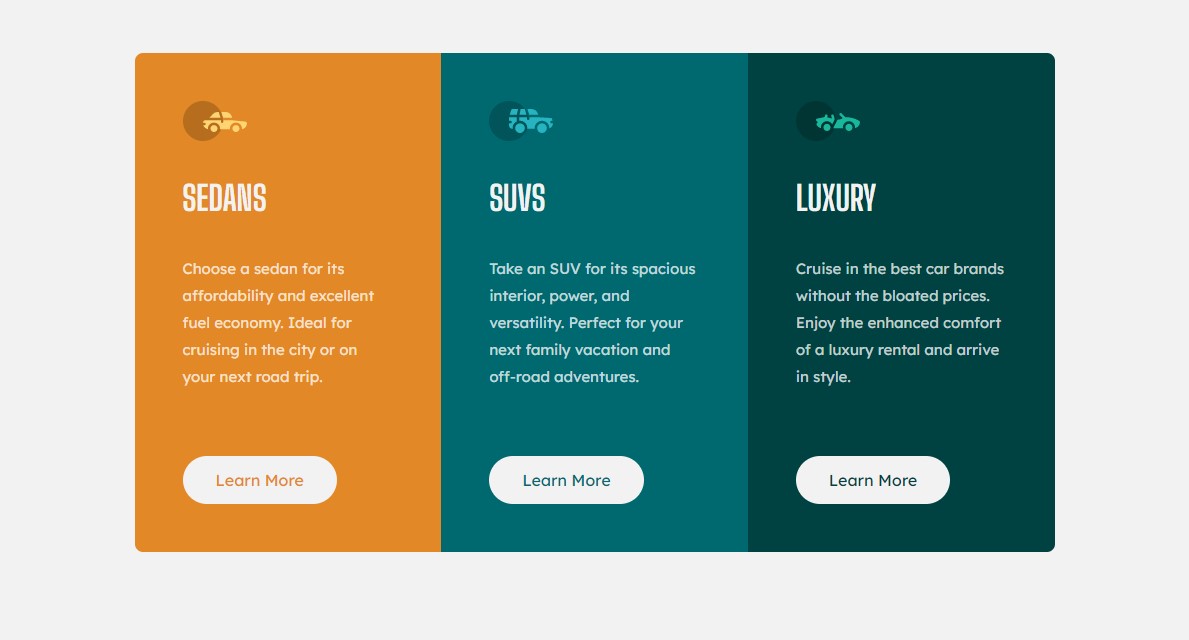 SEDANS
Choose a sedan for its
affordability and excellent
fuel economy. Ideal for
cruising in the city or on
your next road trip.
Learn More
SUVS
Take an SUV for its spacious
interior, power, and
versatility. Perfect for your
next family vacation and
off-road adventures.
Learn More
LUXURY
Cruise in the best car brands
without the bloated prices.
Enjoy the enhanced comfort
of a luxury rental and arrive
in style.
Learn More